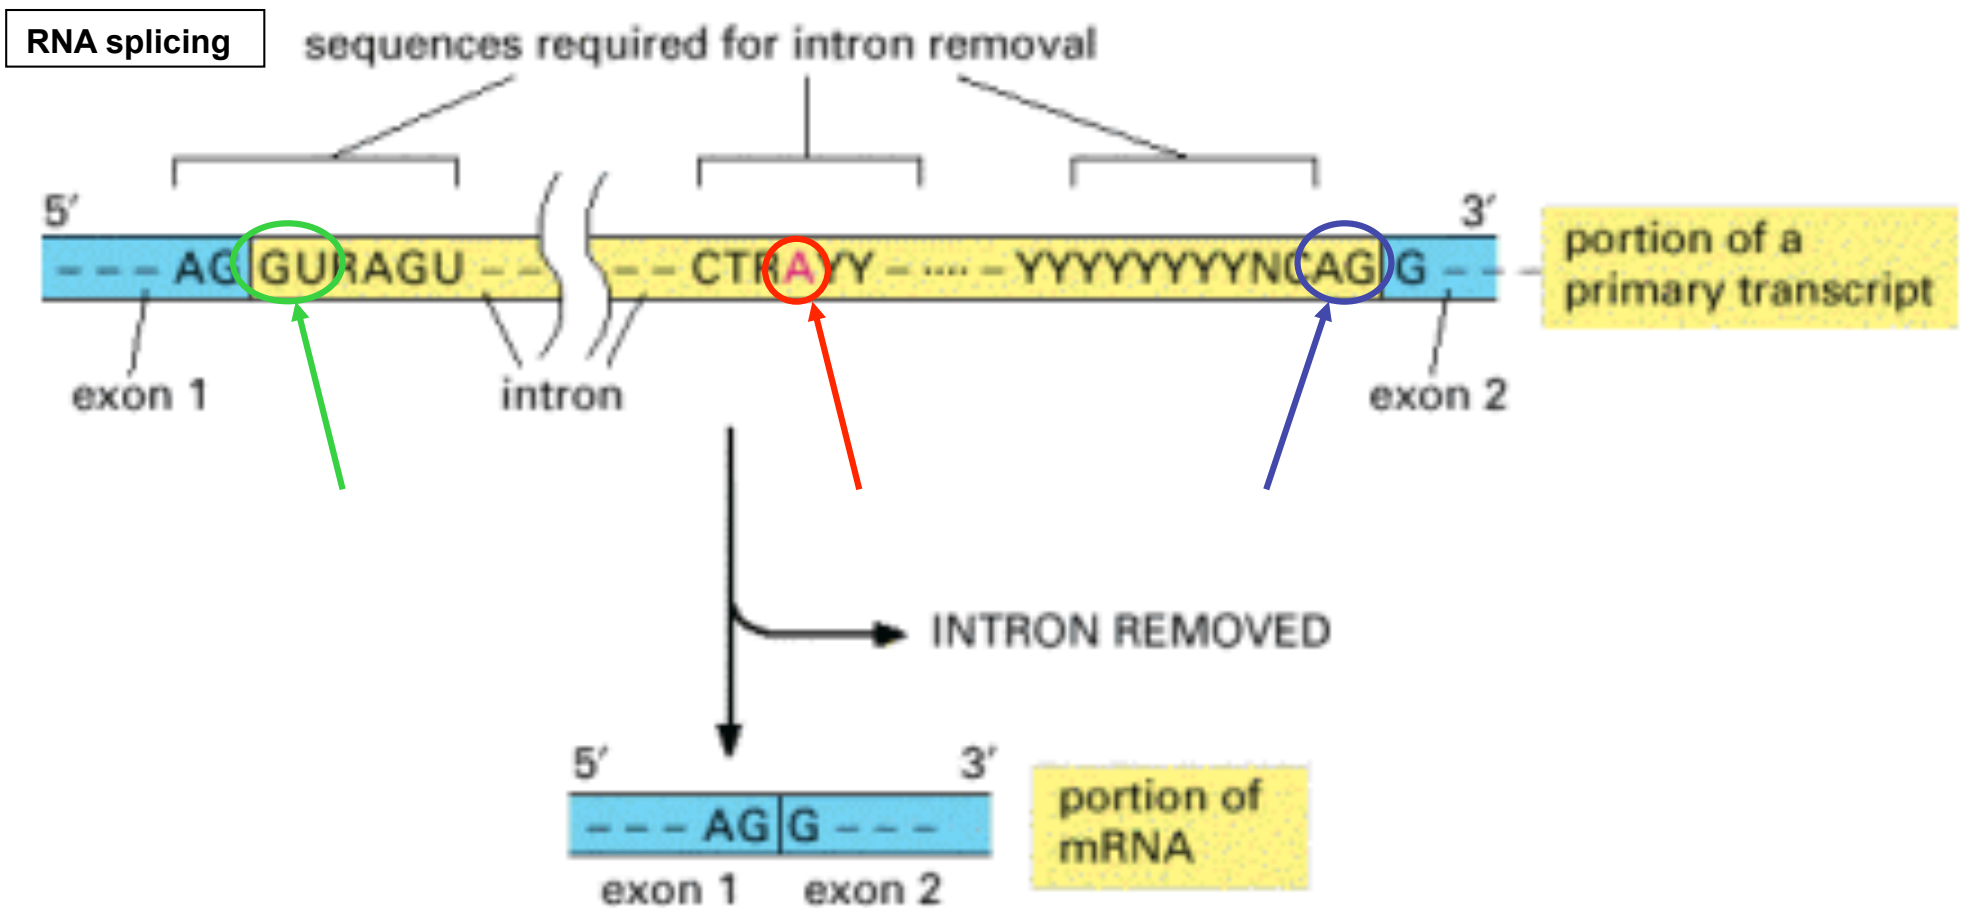 RNA splicing
sequences required for intron removal
5′ 3′
--- AG|GURAGU -- -- CTRAYY -····- YYYYYYYYNCAG|G ---
portion of a
primary transcript
exon 1 intron exon 2
INTRON REMOVED
5′ 3′
--- AG|G ---
exon 1 exon 2
portion of
mRNA